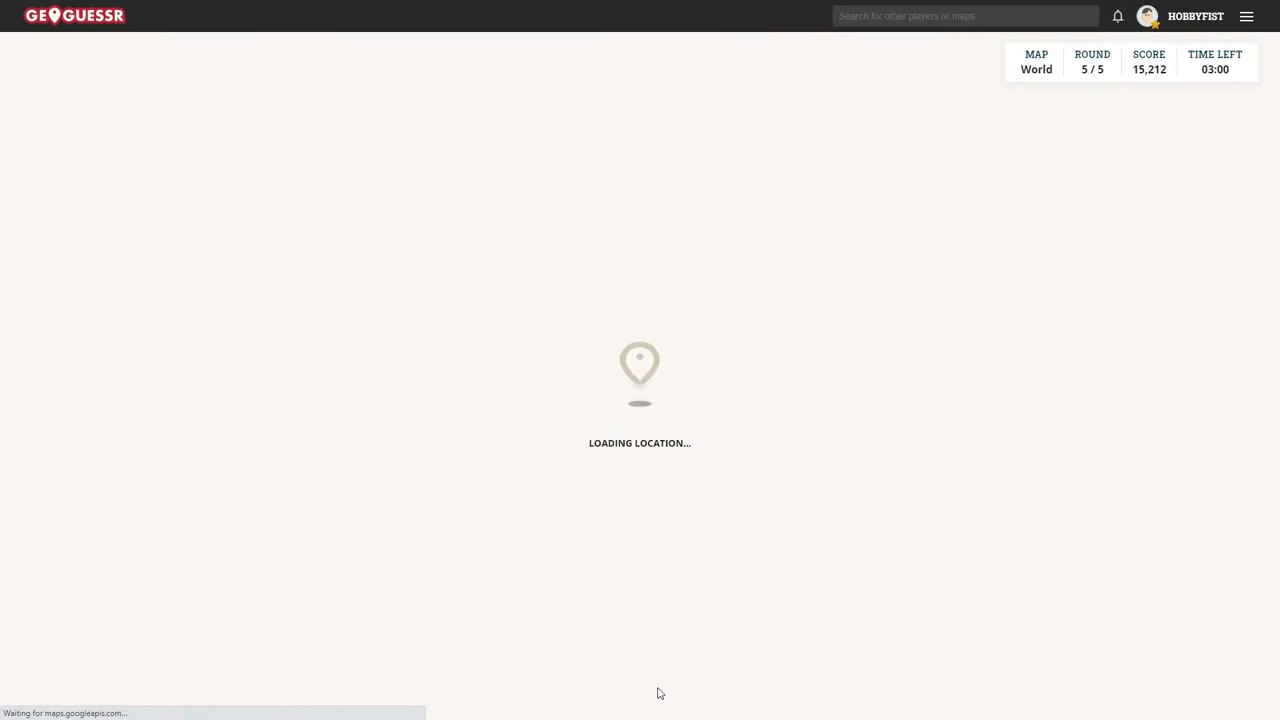 GEOGUESSR
Search for other players or maps
HOBBYFIST
MAP ROUND SCORE TIME LEFT
World 5 / 5 15,212 03:00
LOADING LOCATION...
Waiting for maps.googleapis.com...